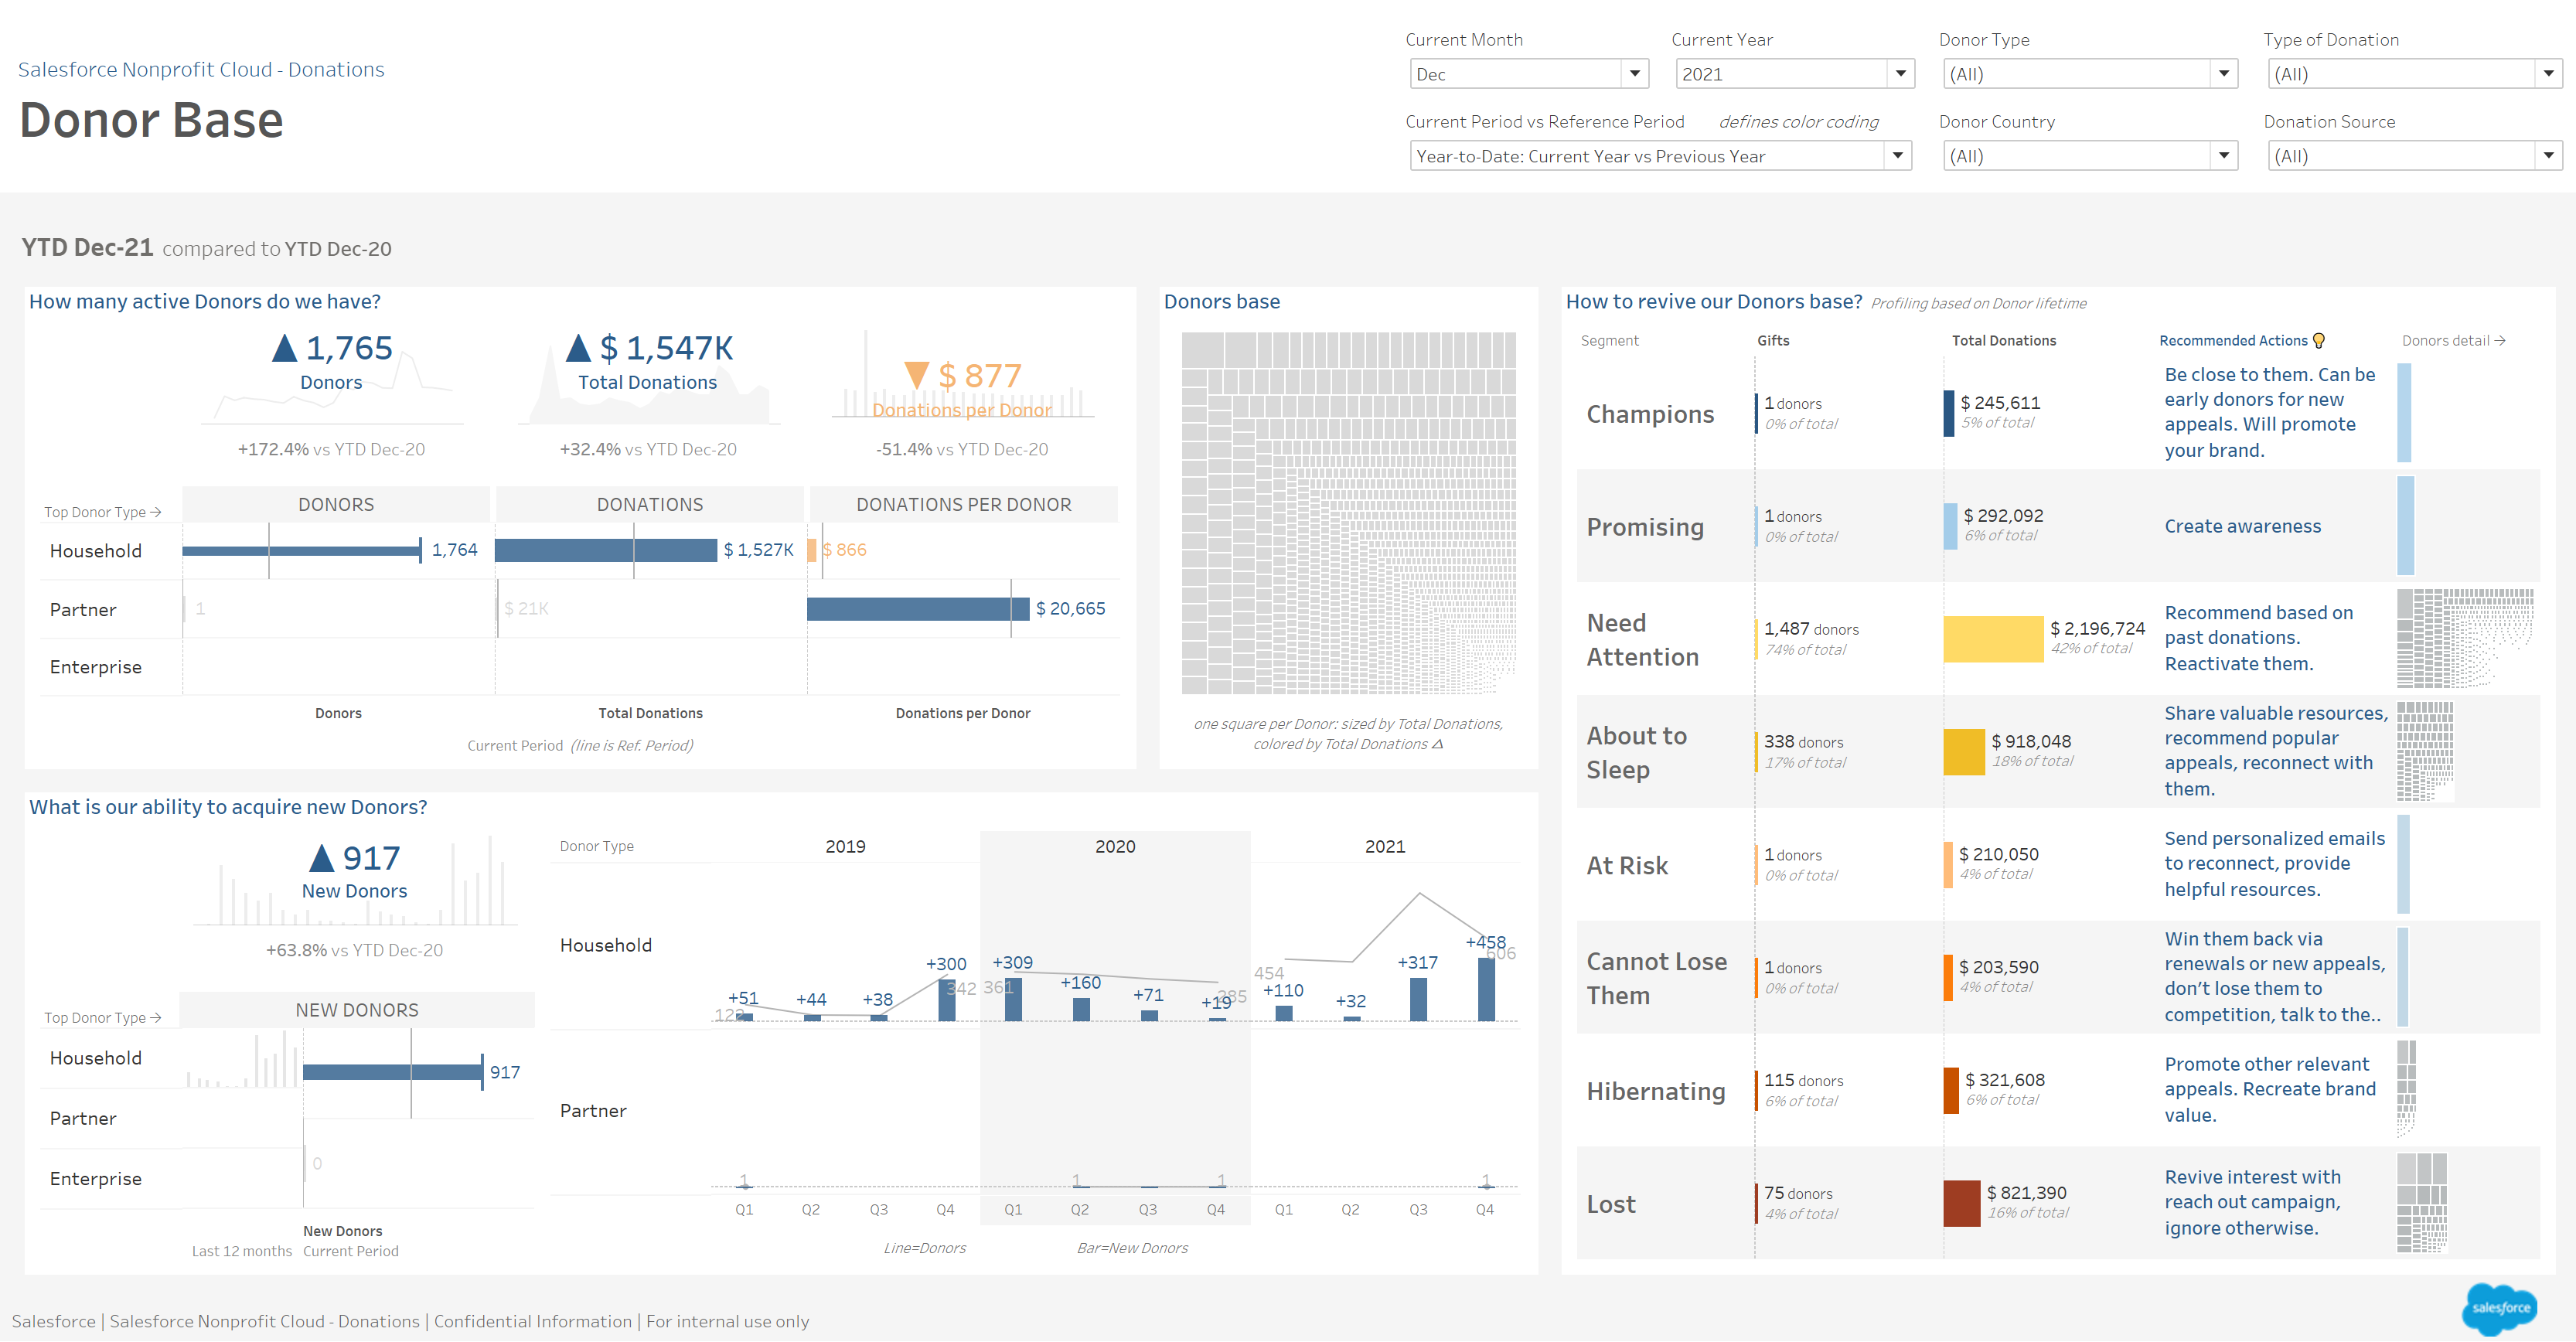 Salesforce Nonprofit Cloud - Donations
Donor Base
Current Month
Current Year
Donor Type
Type of Donation
Dec
2021
(All)
(All)
Current Period vs Reference Period defines color coding
Donor Country
Donation Source
Year-to-Date: Current Year vs Previous Year
(All)
(All)
YTD Dec-21 compared to YTD Dec-20
How many active Donors do we have?
▲ 1,765
Donors
+172.4% vs YTD Dec-20
▲ $ 1,547K
Total Donations
+32.4% vs YTD Dec-20
▼ $ 877
Donations per Donor
-51.4% vs YTD Dec-20
Top Donor Type →
DONORS
DONATIONS
DONATIONS PER DONOR
Household
1,764
$ 1,527K
$ 866
Partner
1
$ 21K
$ 20,665
Enterprise
Donors
Total Donations
Donations per Donor
Current Period (line is Ref. Period)
Donors base
one square per Donor: sized by Total Donations,
colored by Total Donations Δ
What is our ability to acquire new Donors?
▲ 917
New Donors
+63.8% vs YTD Dec-20
Top Donor Type →
NEW DONORS
Household
917
Partner
0
Enterprise
New Donors
Last 12 months
Current Period
Donor Type
2019
2020
2021
Household
+51
+44
+38
+300
+309
+160
+71
+19
+110
+32
+317
+458
342
361
285
454
606
Partner
1
1
1
1
Q1
Q2
Q3
Q4
Q1
Q2
Q3
Q4
Q1
Q2
Q3
Q4
Line=Donors
Bar=New Donors
How to revive our Donors base? Profiling based on Donor lifetime
Segment
Gifts
Total Donations
Recommended Actions
Donors detail →
Champions
1 donors
0% of total
$ 245,611
5% of total
Be close to them. Can be
early donors for new
appeals. Will promote
your brand.
Promising
1 donors
0% of total
$ 292,092
6% of total
Create awareness
Need
Attention
1,487 donors
74% of total
$ 2,196,724
42% of total
Recommend based on
past donations.
Reactivate them.
About to
Sleep
338 donors
17% of total
$ 918,048
18% of total
Share valuable resources,
recommend popular
appeals, reconnect with
them.
At Risk
1 donors
0% of total
$ 210,050
4% of total
Send personalized emails
to reconnect, provide
helpful resources.
Cannot Lose
Them
1 donors
0% of total
$ 203,590
4% of total
Win them back via
renewals or new appeals,
don't lose them to
competition, talk to the..
Hibernating
115 donors
6% of total
$ 321,608
6% of total
Promote other relevant
appeals. Recreate brand
value.
Lost
75 donors
4% of total
$ 821,390
16% of total
Revive interest with
reach out campaign,
ignore otherwise.
Salesforce | Salesforce Nonprofit Cloud - Donations | Confidential Information | For internal use only
salesforce